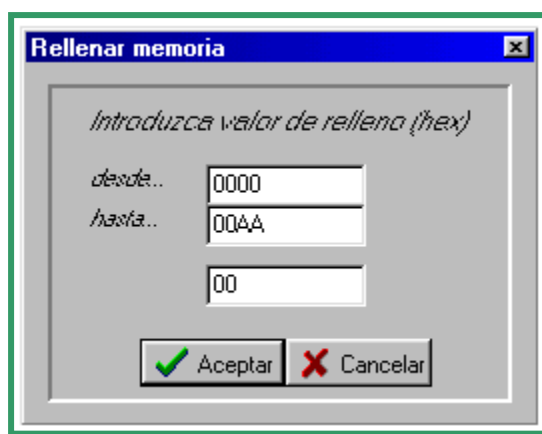 Rellenar memoria
Introduzca valor de relleno (hex)
desde... 0000
hasta... 00AA
00
Aceptar Cancelar